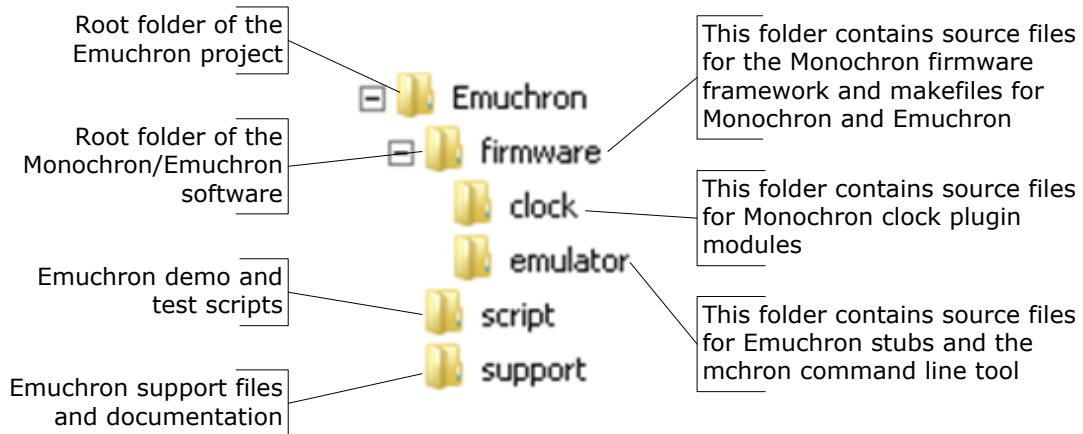 Root folder of the
Emuchron project
Root folder of the
Monochron/Emuchron
software
Emuchron demo and
test scripts
Emuchron support files
and documentation
Emuchron
firmware
clock
emulator
script
support
This folder contains source files
for the Monochron firmware
framework and makefiles for
Monochron and Emuchron
This folder contains source files
for Monochron clock plugin
modules
This folder contains source files
for Emuchron stubs and the
mchron command line tool